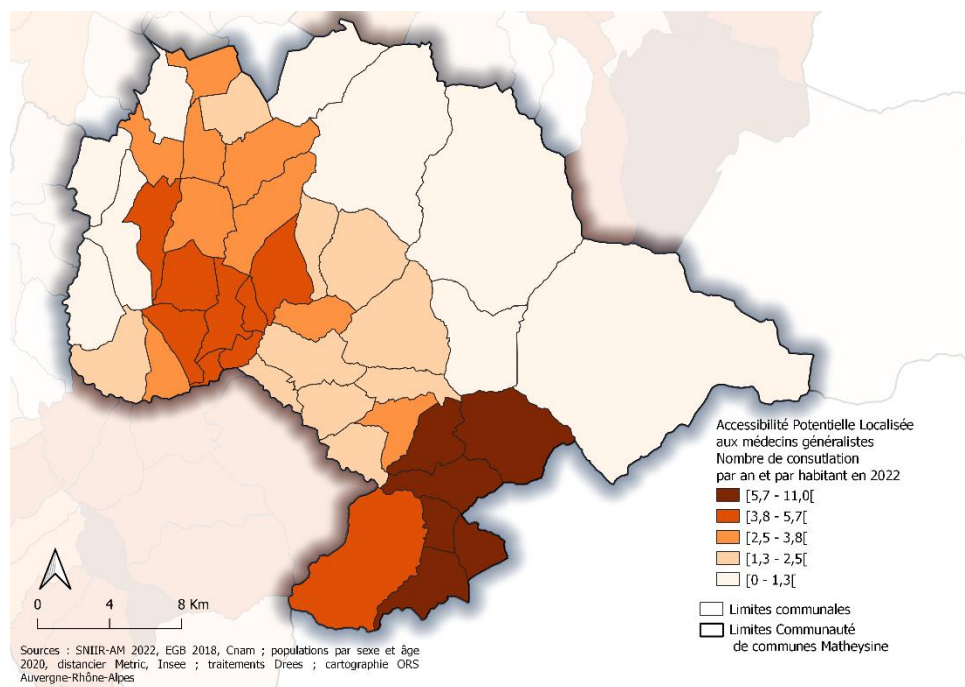 Accessibilité Potentielle Localisée
aux médecins généralistes
Nombre de consutlation
par an et par habitant en 2022
[5,7 - 11,0[
[3,8 - 5,7[
[2,5 - 3,8[
[1,3 - 2,5[
[0 - 1,3[
Limites communales
Limites Communauté
de communes Matheysine
0 4 8 Km
Sources : SNIIR-AM 2022, EGB 2018, Cnam ; populations par sexe et âge
2020, distancier Metric, Insee ; traitements Drees ; cartographie ORS
Auvergne-Rhône-Alpes